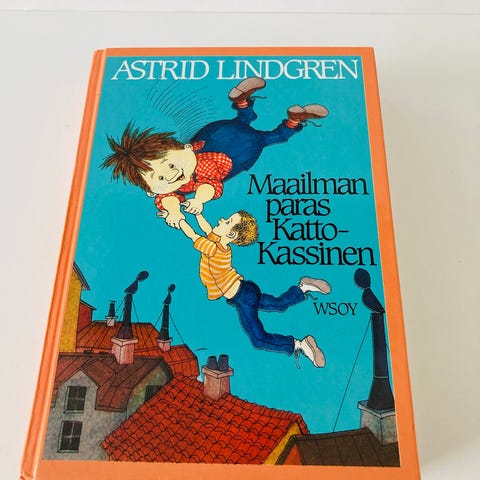 ASTRID LINDGREN
Maailman
paras
Katto-
Kassinen
WSOY